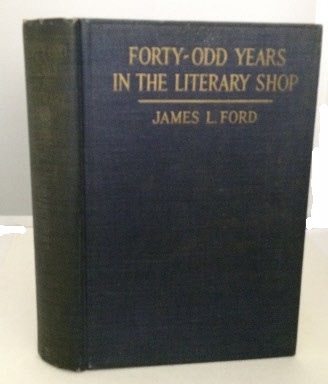 FORTY-ODD YEARS
IN THE LITERARY SHOP
JAMES L. FORD